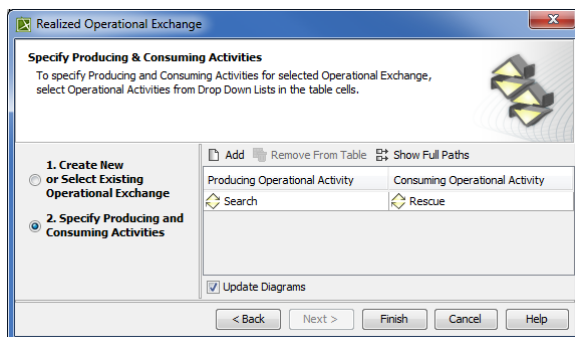 Realized Operational Exchange
X
Specify Producing & Consuming Activities
To specify Producing and Consuming Activities for selected Operational Exchange,
select Operational Activities from Drop Down Lists in the table cells.
1. Create New
or Select Existing
Operational Exchange
2. Specify Producing and
Consuming Activities
Add Remove From Table Show Full Paths
Producing Operational Activity Consuming Operational Activity
Search Rescue
Update Diagrams
< Back Next > Finish Cancel Help